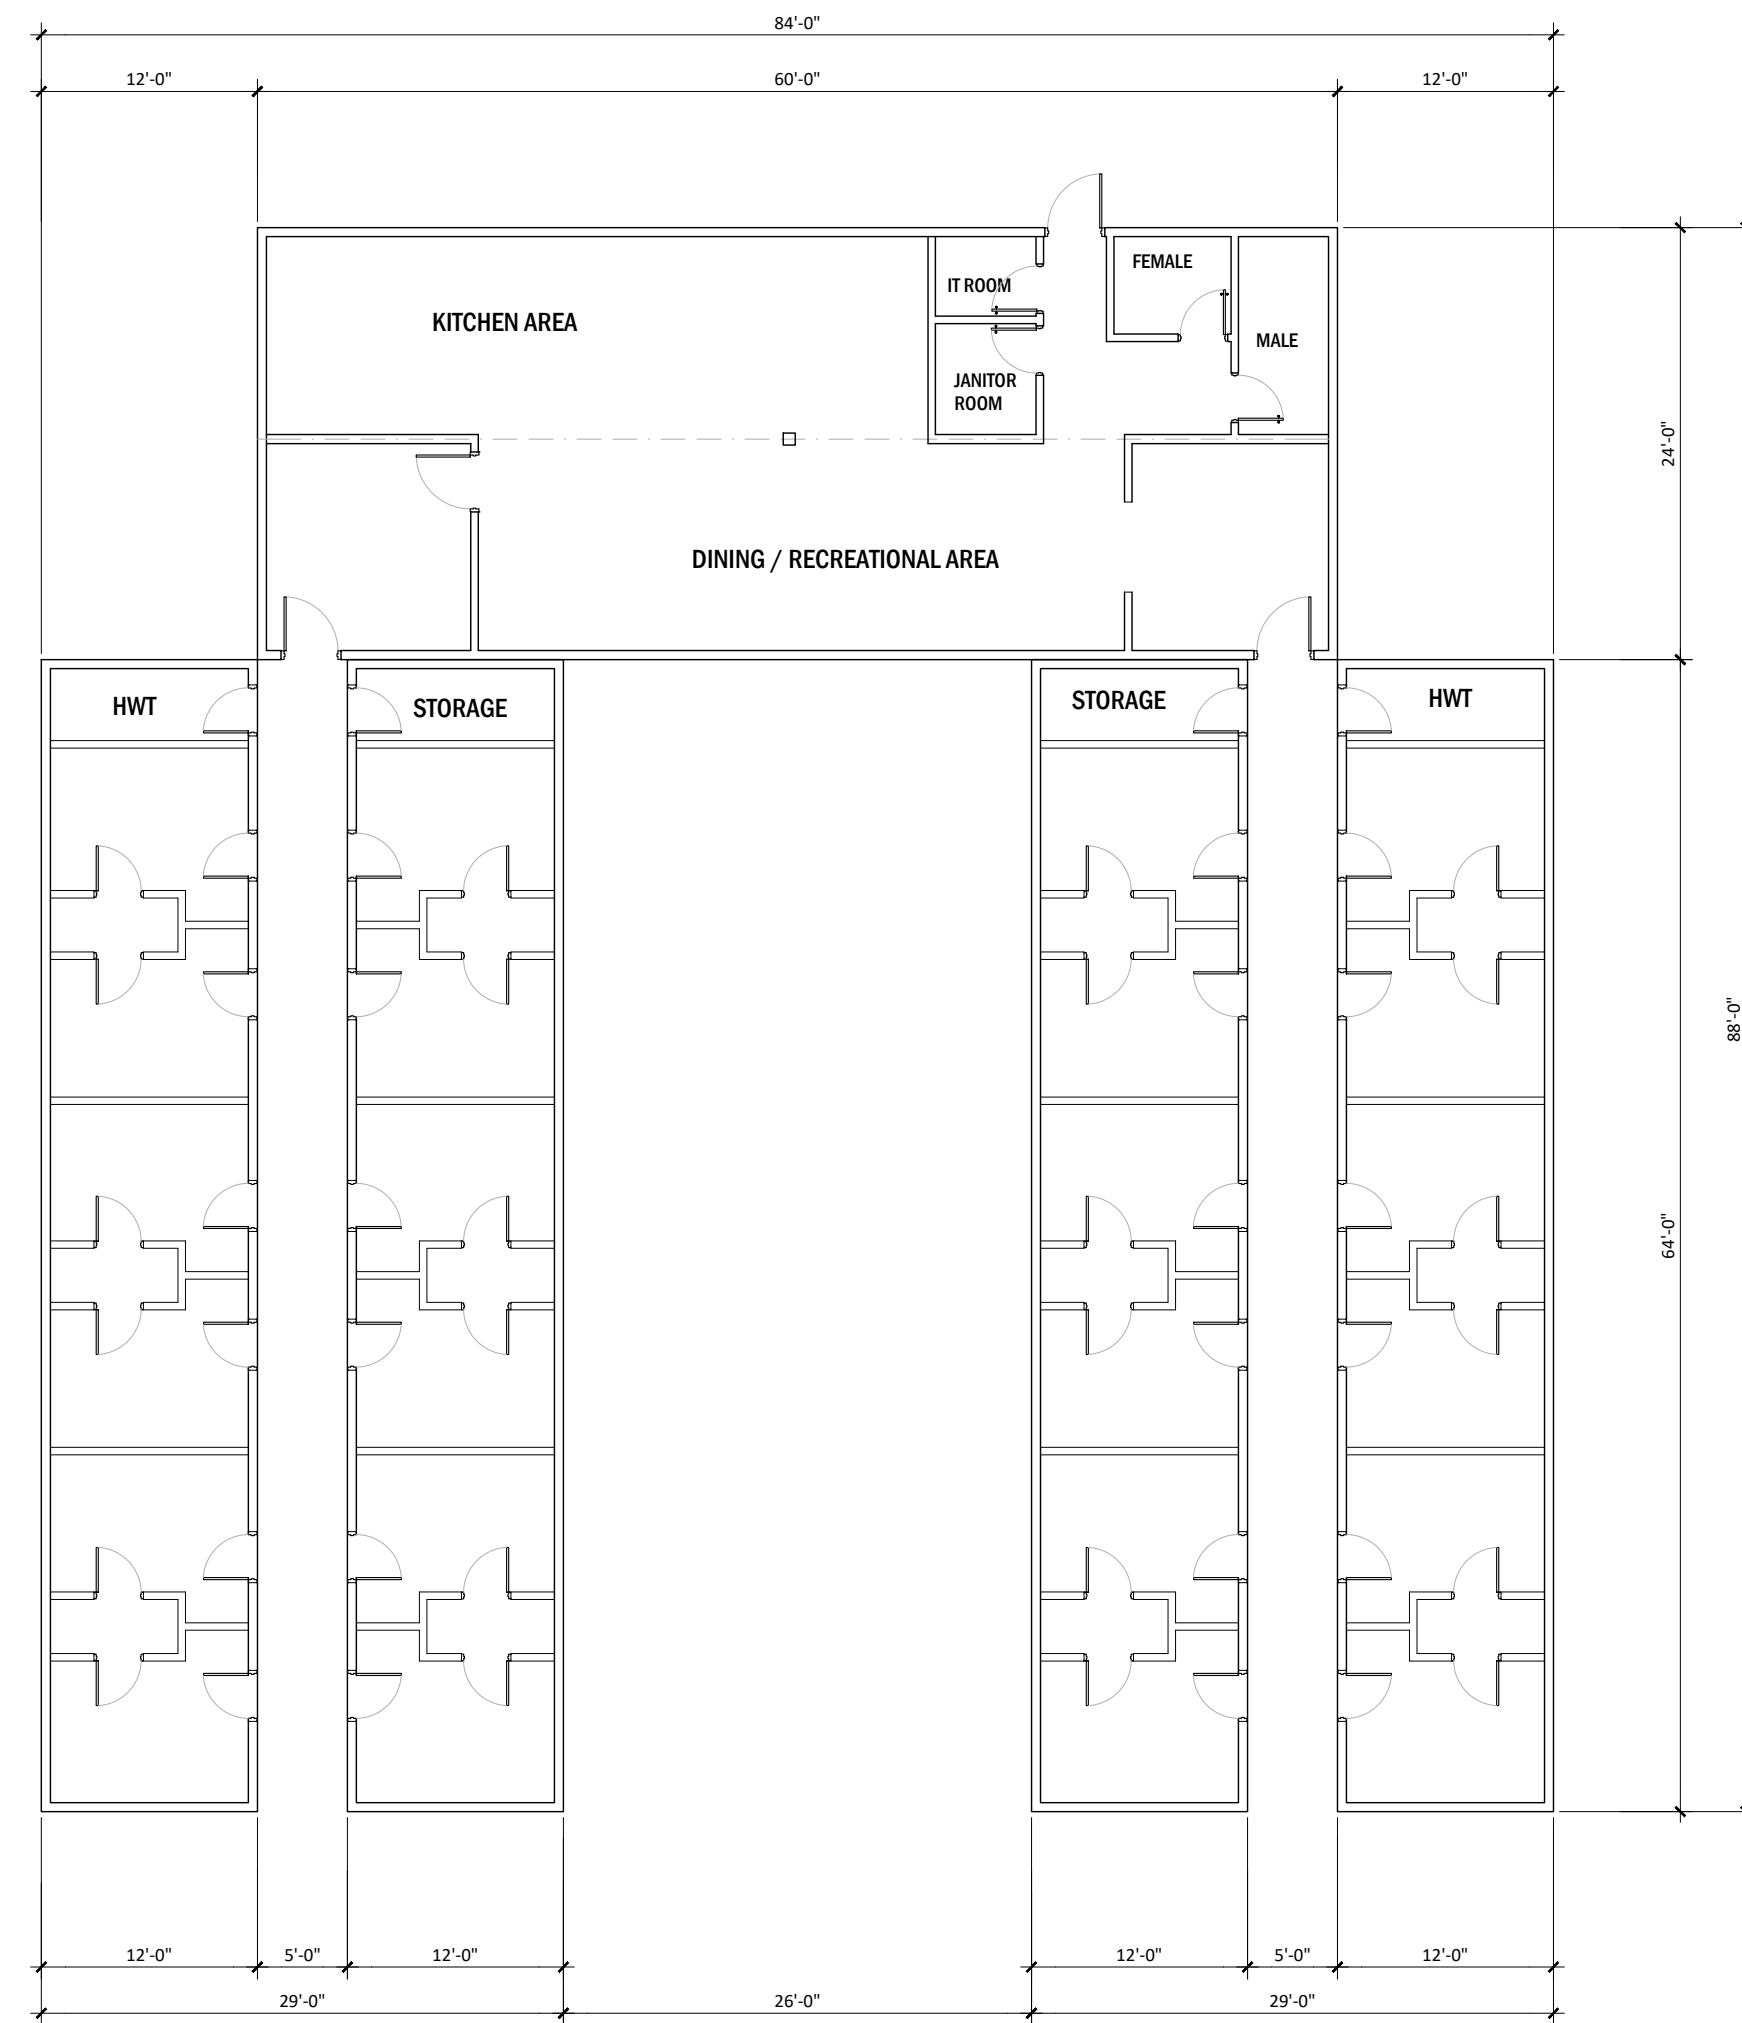 84'-0"
12'-0"
60'-0"
12'-0"
FEMALE
IT ROOM
KITCHEN AREA
MALE
JANITOR
ROOM
24'-0"
DINING / RECREATIONAL AREA
HWT
STORAGE
STORAGE
HWT
88'-0"
64'-0"
12'-0"
5'-0"
12'-0"
12'-0"
5'-0"
12'-0"
29'-0"
26'-0"
29'-0"